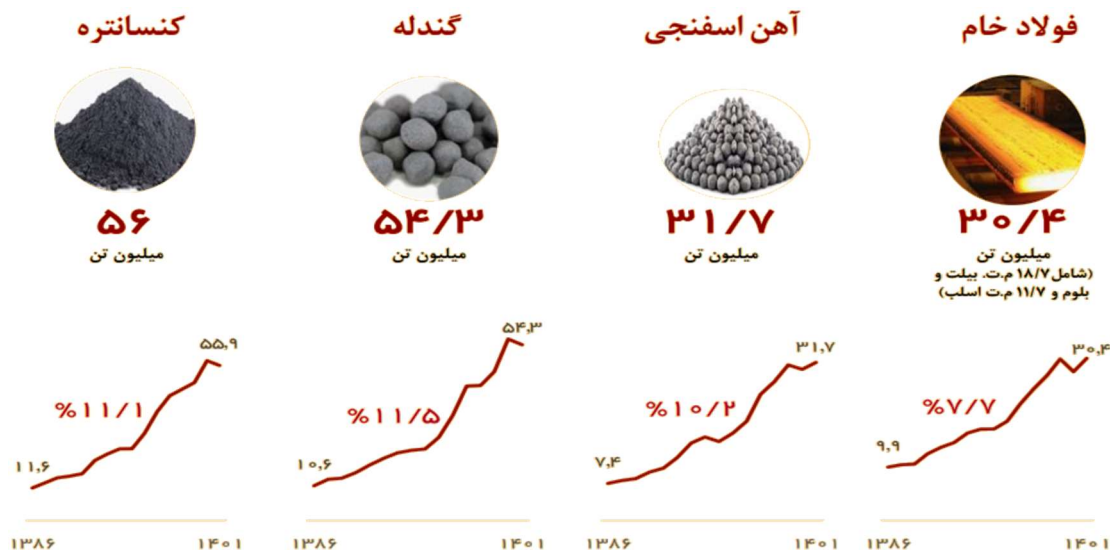 فولاد خام
۳۰/۴
میلیون تن
(شامل ۱۸/۷ م.ت. بیلت و
بلوم و ۱۱/۷ م.ت اسلب)
۳۰,۴
%۷/۷
۹,۹
۱۳۸۶
۱۴۰۱
آهن اسفنجی
۳۱/۷
میلیون تن
۳۱,۷
%۱۰/۲
۷,۴
۱۳۸۶
۱۴۰۱
گندله
۵۴/۳
میلیون تن
۵۴,۳
%۱۱/۵
۱۰,۶
۱۳۸۶
۱۴۰۱
کنسانتره
۵۶
میلیون تن
۵۵,۹
%۱۱/۱
۱۱,۶
۱۳۸۶
۱۴۰۱